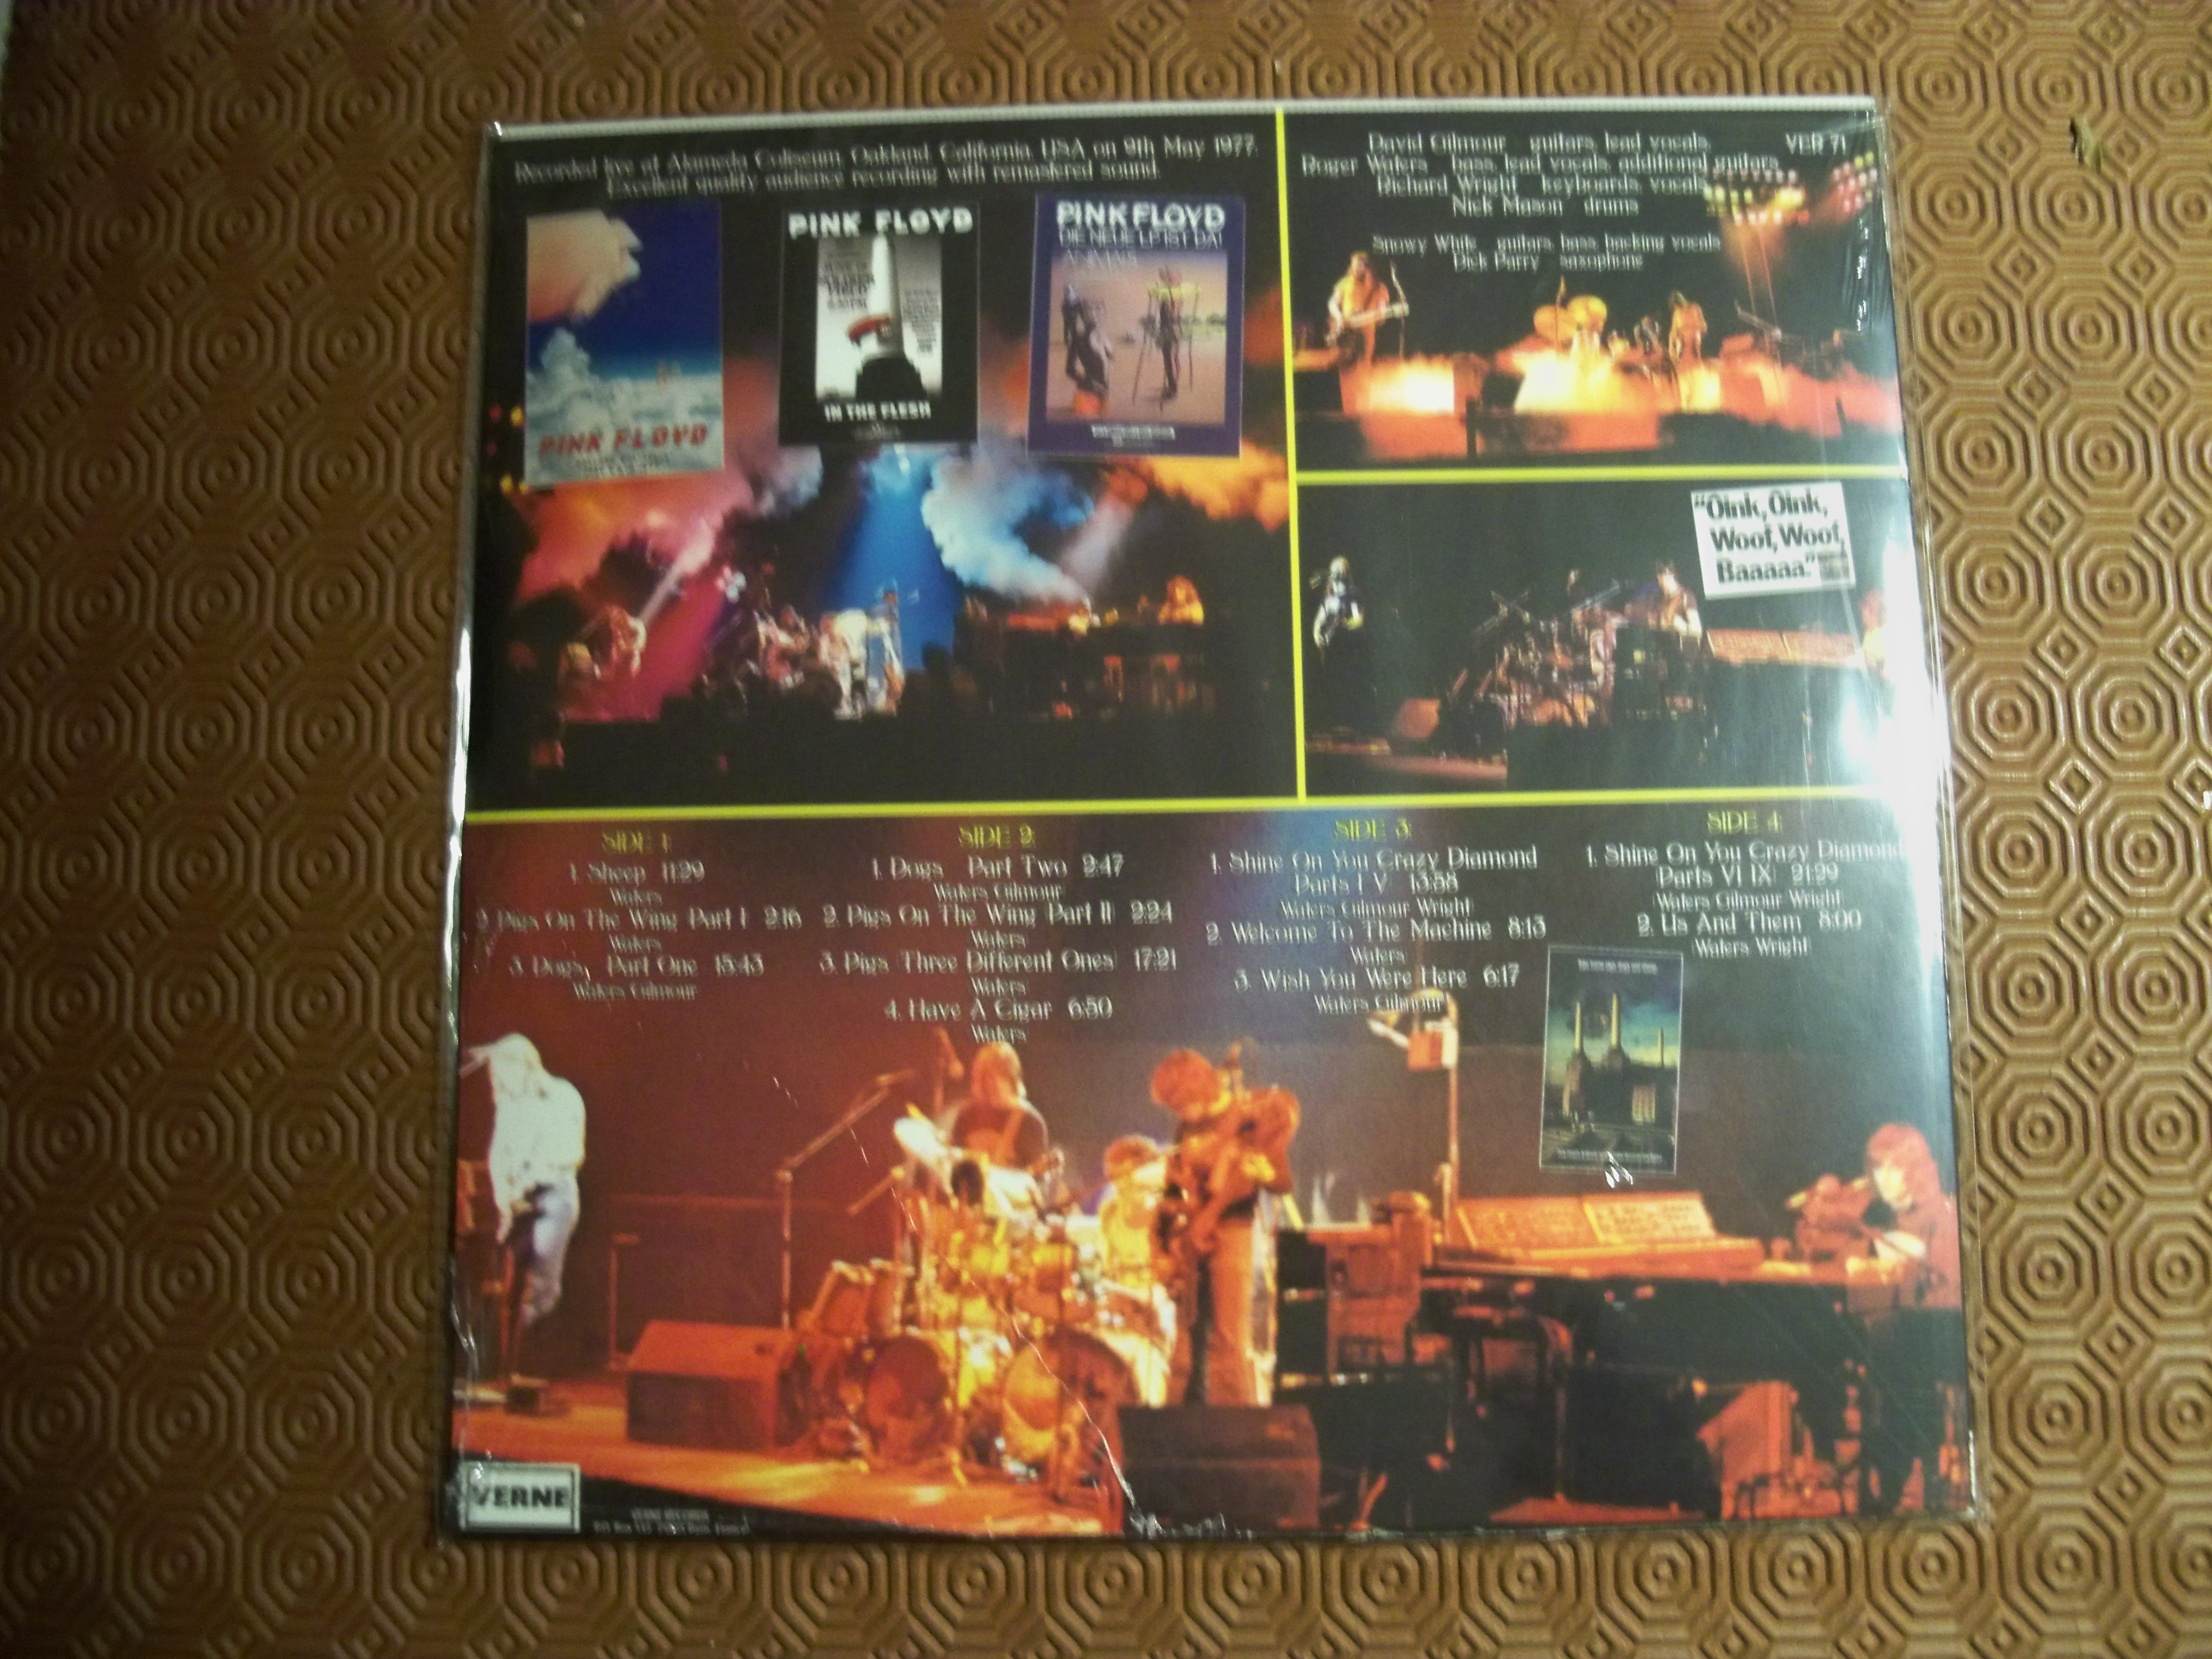 Recorded live at Alameda Coliseum, Oakland, California, USA on 9th May 1977.
Excellent quality audience recording with remastered sound.
PINK FLOYD
PINK FLOYD
IN THE FLESH
PINK FLOYD
DIE NEUE LP IST DA!
ANIMALS
David Gilmour guitars, lead vocals
VER 71
Roger Waters bass, lead vocals, additional guitars
Richard Wright keyboards, vocals
Nick Mason drums
Snowy White guitars, bass, backing vocals
Dick Parry saxophone
"Oink, Oink,
Woof, Woof,
Baaaaa."
SIDE 1:
1. Sheep 11:29
Waters
2. Pigs On The Wing Part I 2:16
Waters
3. Dogs Part One 15:43
Waters Gilmour
SIDE 2:
1. Dogs Part Two 2:47
Waters Gilmour
2. Pigs On The Wing Part II 2:24
Waters
3. Pigs Three Different Ones 17:21
Waters
4. Have A Cigar 6:50
Waters
SIDE 3:
1. Shine On You Crazy Diamond
Parts I V 13:58
Waters Gilmour Wright
2. Welcome To The Machine 8:13
Waters
3. Wish You Were Here 6:17
Waters Gilmour
SIDE 4:
1. Shine On You Crazy Diamond
Parts VI IX 21:29
Waters Gilmour Wright
2. Us And Them 8:00
Waters Wright
VERNE
VERNE RECORDS